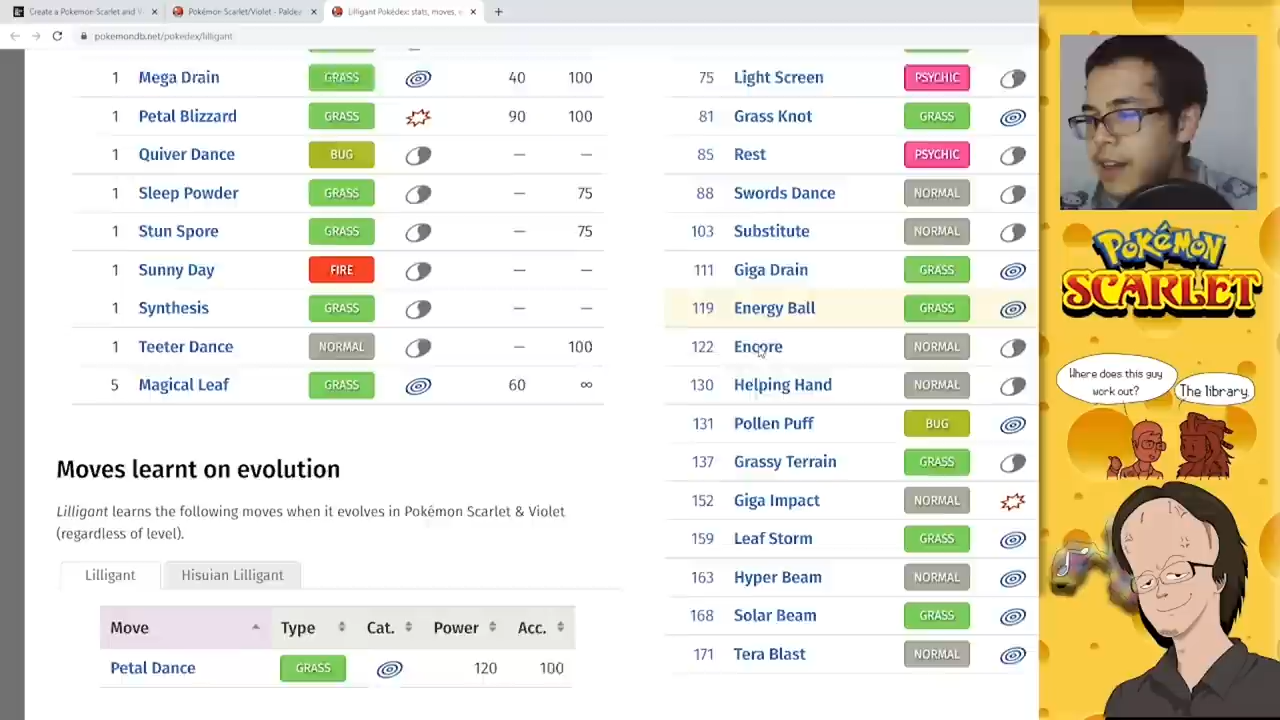 Create a Pokemon Scarlet and V
Pokémon Scarlet/Violet - Paldea
Lilligant Pokédex: stats, moves, e
pokemondb.net/pokedex/lilligant
1 Mega Drain GRASS 40 100
1 Petal Blizzard GRASS 90 100
1 Quiver Dance BUG — —
1 Sleep Powder GRASS — 75
1 Stun Spore GRASS — 75
1 Sunny Day FIRE — —
1 Synthesis GRASS — —
1 Teeter Dance NORMAL — 100
5 Magical Leaf GRASS 60 ∞
Moves learnt on evolution
Lilligant learns the following moves when it evolves in Pokémon Scarlet & Violet
(regardless of level).
Lilligant Hisuian Lilligant
Move Type Cat. Power Acc.
Petal Dance GRASS 120 100
75 Light Screen PSYCHIC
81 Grass Knot GRASS
85 Rest PSYCHIC
88 Swords Dance NORMAL
103 Substitute NORMAL
111 Giga Drain GRASS
119 Energy Ball GRASS
122 Encore NORMAL
130 Helping Hand NORMAL
131 Pollen Puff BUG
137 Grassy Terrain GRASS
152 Giga Impact NORMAL
159 Leaf Storm GRASS
163 Hyper Beam NORMAL
168 Solar Beam GRASS
171 Tera Blast NORMAL
POKéMON
SCARLET
Where does this guy
work out?
The library.